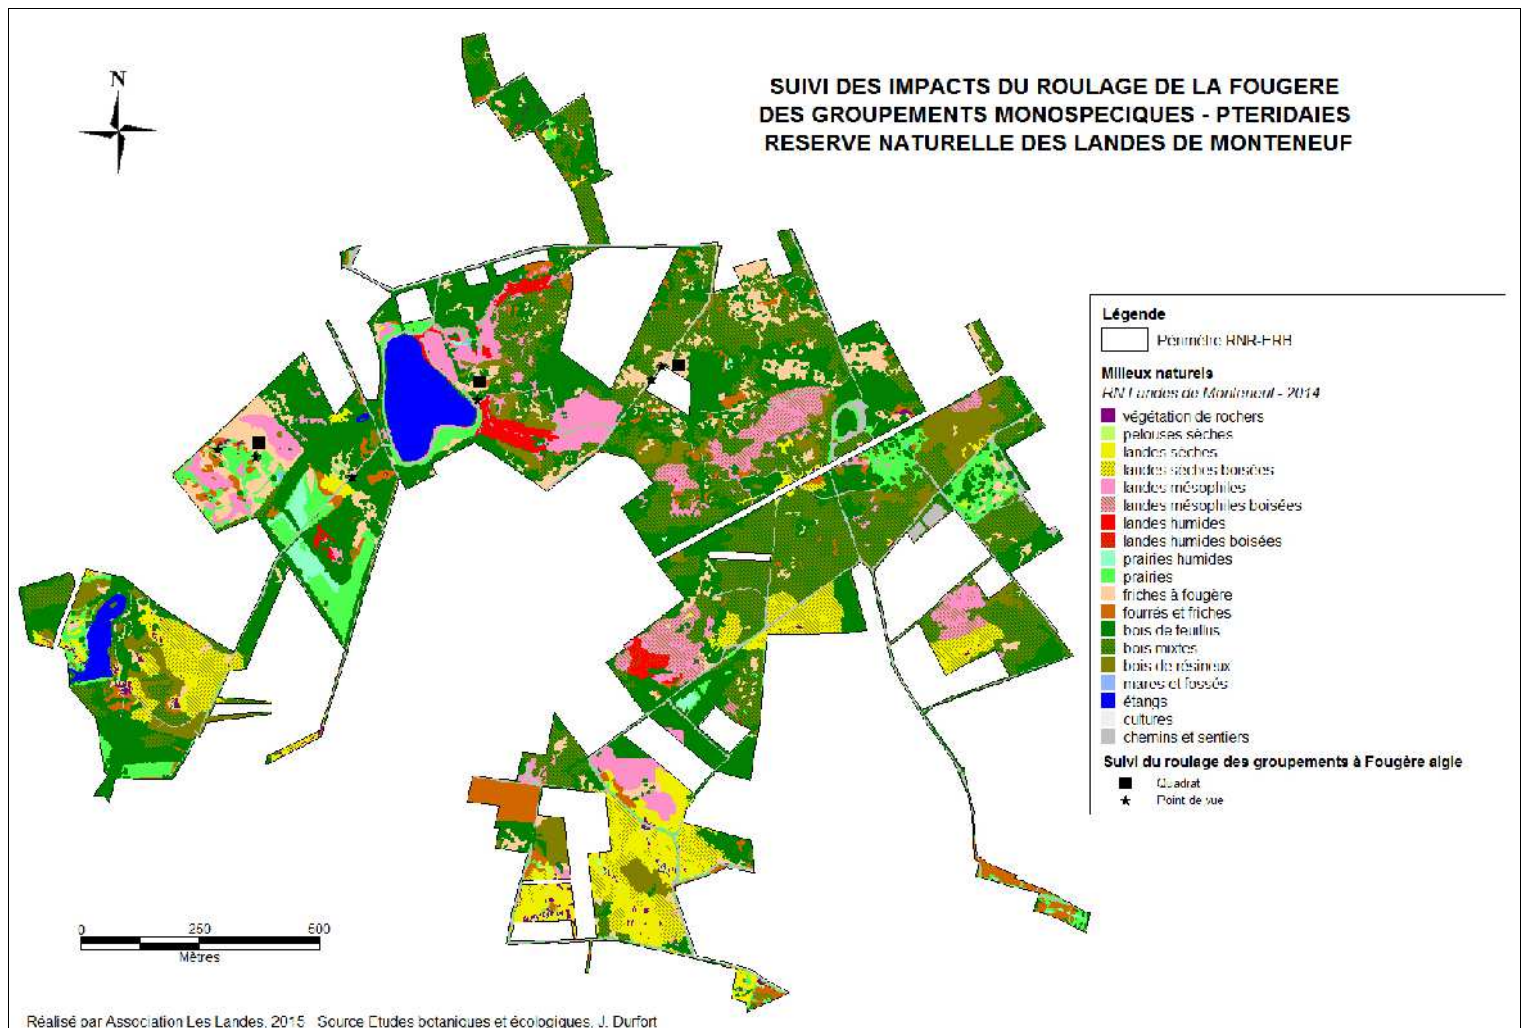 N
SUIVI DES IMPACTS DU ROULAGE DE LA FOUGERE
DES GROUPEMENTS MONOSPECIQUES - PTERIDAIES
RESERVE NATURELLE DES LANDES DE MONTENEUF
Légende
Périmètre RNR-ERB
Milieux naturels
RN Landes de Monteneuf - 2014
végétation de rochers
pelouses sèches
landes sèches
landes sèches boisées
landes mésophiles
landes mésophiles boisées
landes humides
landes humides boisées
prairies humides
prairies
friches à fougère
fourrés et friches
bois de feuillus
bois mixtes
bois de résineux
mares et fossés
étangs
cultures
chemins et sentiers
Suivi du roulage des groupements à Fougère aigle
Quadrat
Point de vue
0 250 500
Mètres
Réalisé par Association Les Landes, 2015 Source Etudes botaniques et écologiques, J. Durfort